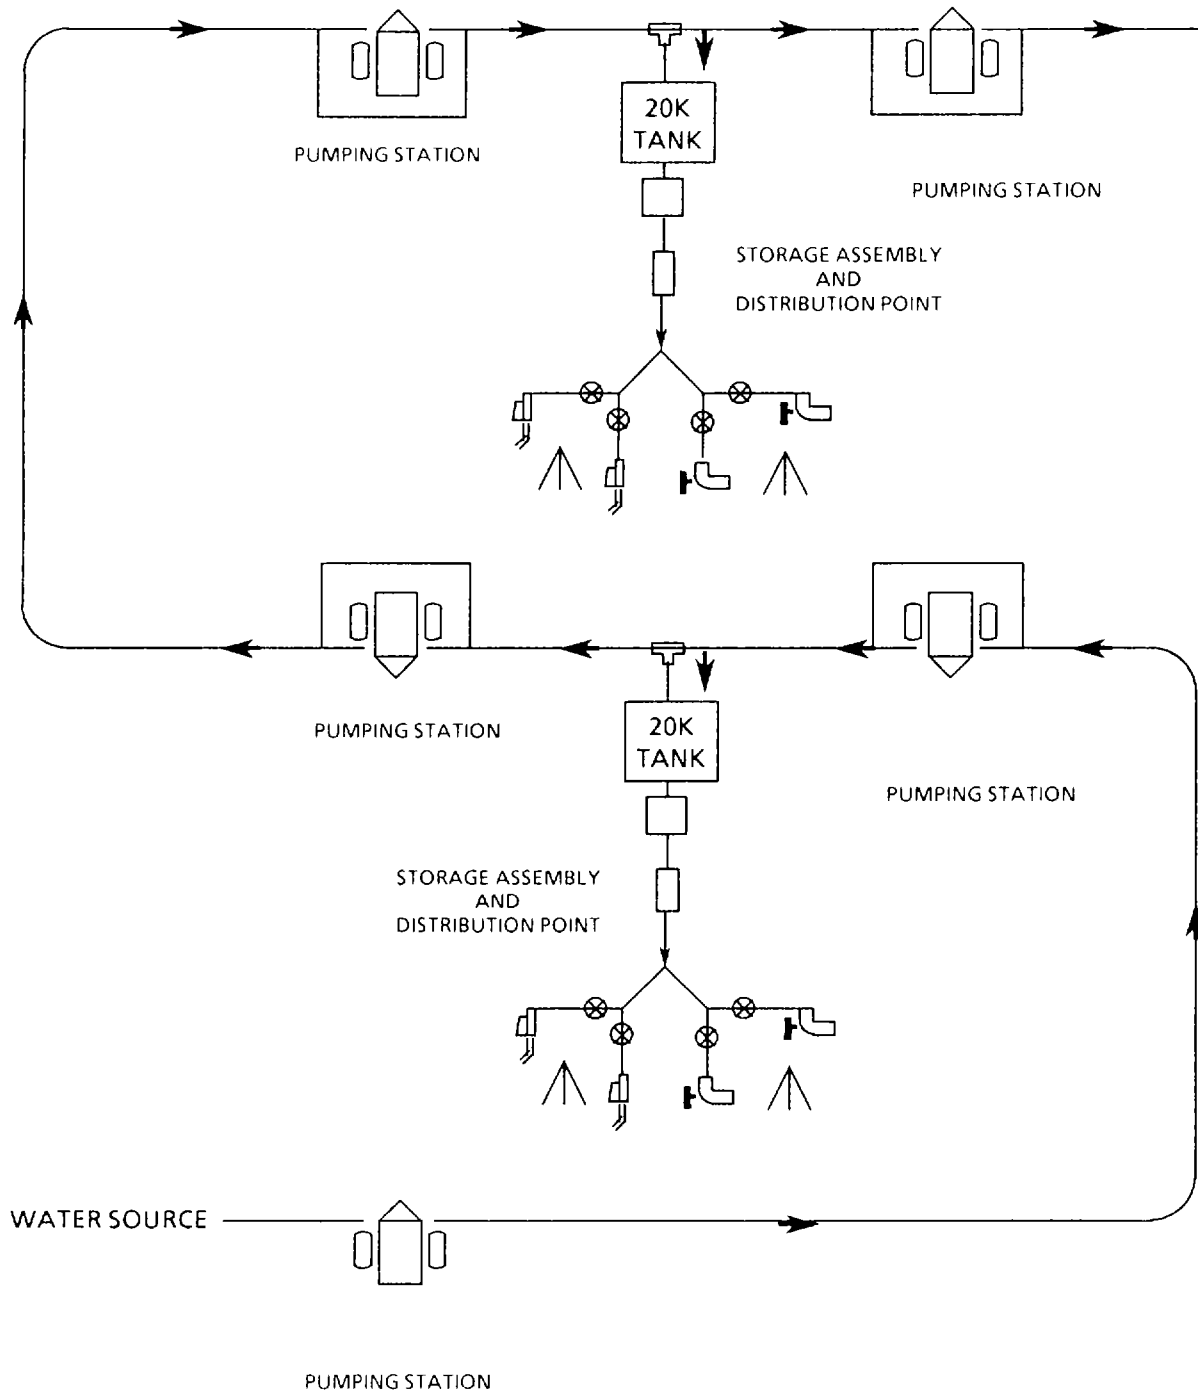 20K
TANK
PUMPING STATION
PUMPING STATION
STORAGE ASSEMBLY
AND
DISTRIBUTION POINT
PUMPING STATION
20K
TANK
PUMPING STATION
STORAGE ASSEMBLY
AND
DISTRIBUTION POINT
WATER SOURCE
PUMPING STATION